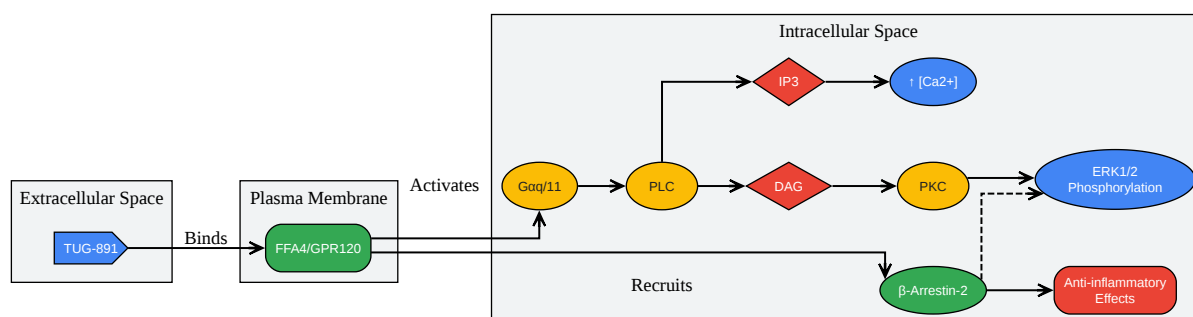 Intracellular Space
IP3
↑ [Ca2+]
Extracellular Space
Plasma Membrane
Activates
Gαq/11
PLC
DAG
PKC
ERK1/2
Phosphorylation
TUG-891
Binds
FFA4/GPR120
Recruits
β-Arrestin-2
Anti-inflammatory
Effects